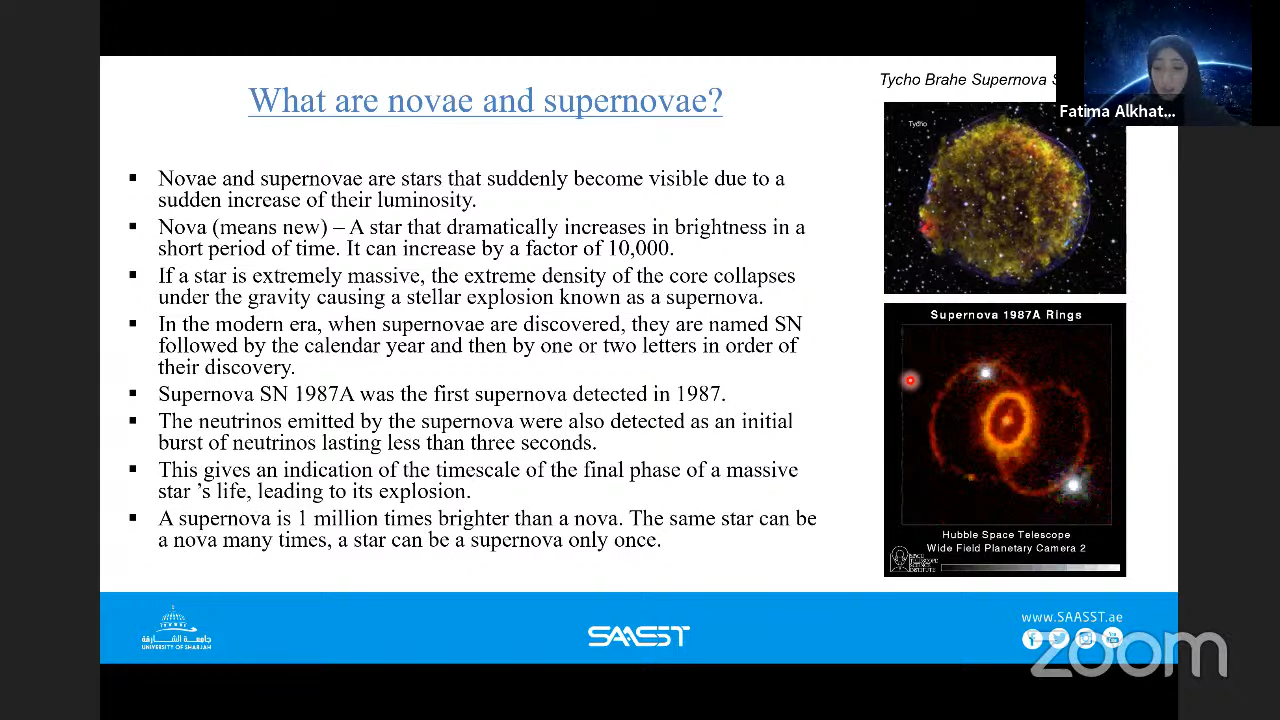 Tycho Brahe Supernova S
Fatima Alkhat...
What are novae and supernovae?
▪ Novae and supernovae are stars that suddenly become visible due to a
sudden increase of their luminosity.
▪ Nova (means new) – A star that dramatically increases in brightness in a
short period of time. It can increase by a factor of 10,000.
▪ If a star is extremely massive, the extreme density of the core collapses
under the gravity causing a stellar explosion known as a supernova.
▪ In the modern era, when supernovae are discovered, they are named SN
followed by the calendar year and then by one or two letters in order of
their discovery.
▪ Supernova SN 1987A was the first supernova detected in 1987.
▪ The neutrinos emitted by the supernova were also detected as an initial
burst of neutrinos lasting less than three seconds.
▪ This gives an indication of the timescale of the final phase of a massive
star ’s life, leading to its explosion.
▪ A supernova is 1 million times brighter than a nova. The same star can be
a nova many times, a star can be a supernova only once.
Tycho
Supernova 1987A Rings
Hubble Space Telescope
Wide Field Planetary Camera 2
SPACE
TELESCOPE
SCIENCE
INSTITUTE
جامعة الشارقة
UNIVERSITY OF SHARJAH
SAASST
www.SAASST.ae
zoom